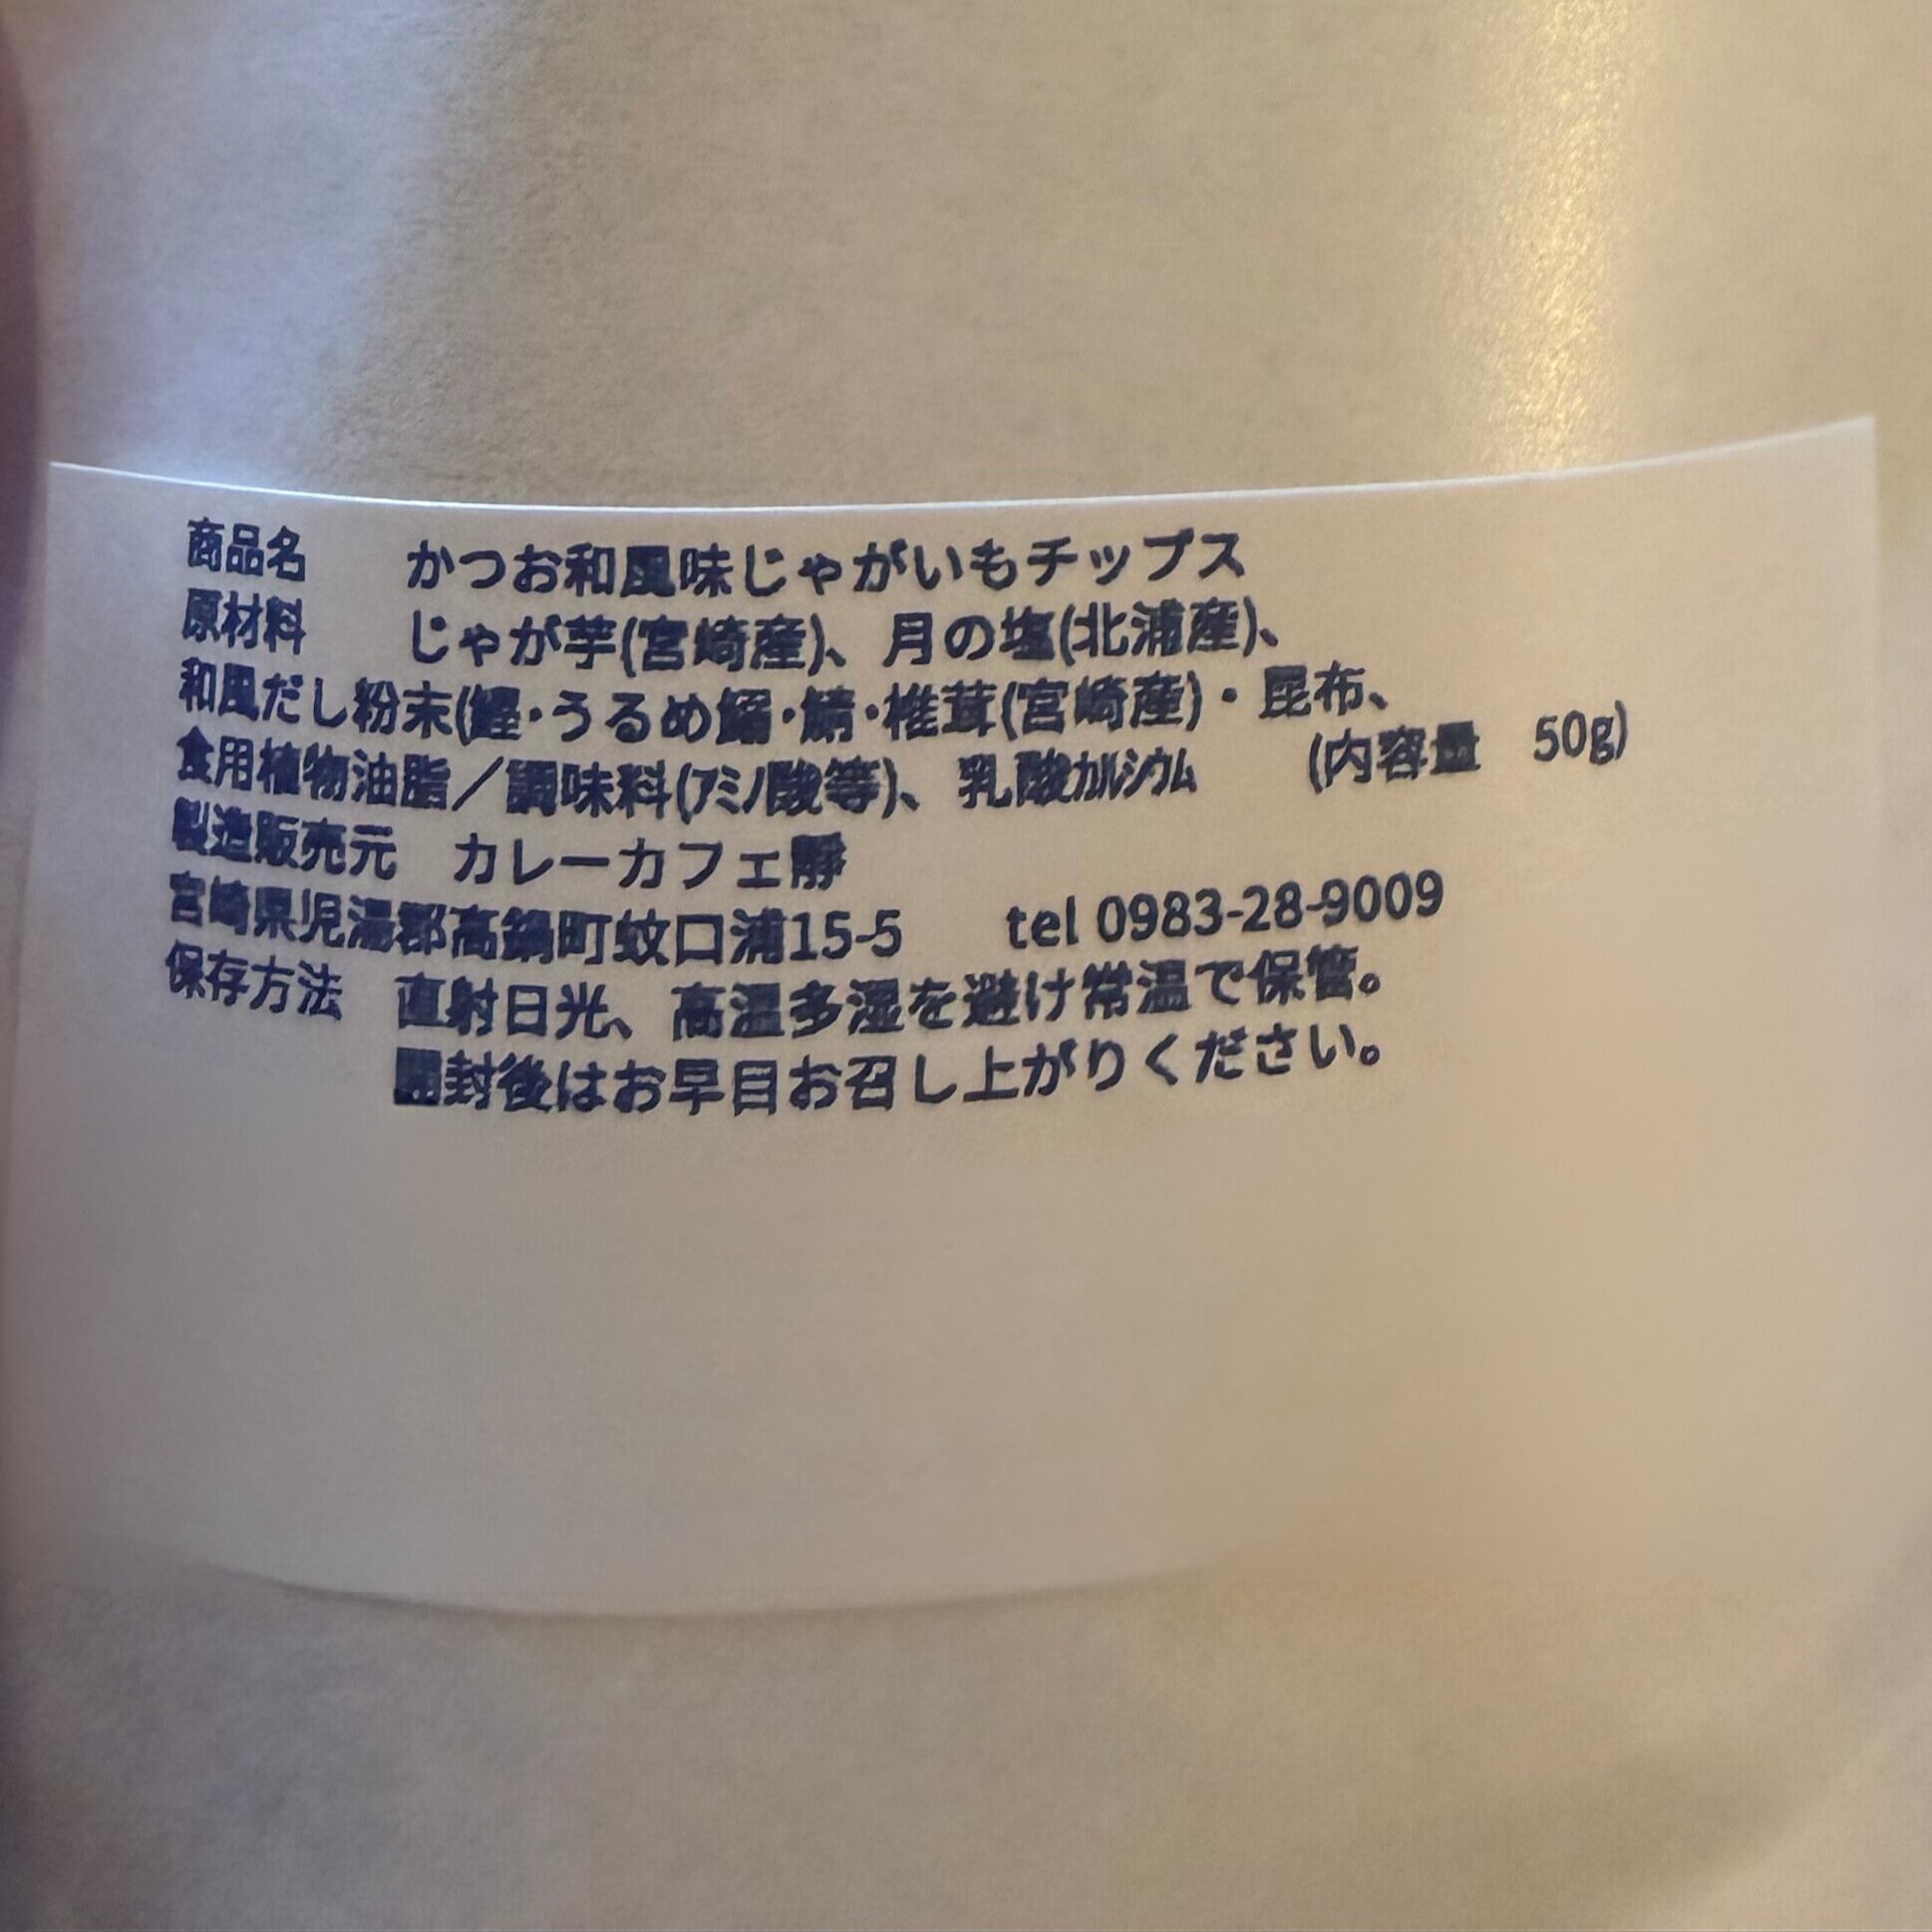 商品名　かつお和風味じゃがいもチップス
原材料　じゃが芋(宮崎産)、月の塩(北浦産)、
和風だし粉末(鰹・うるめ鰯・鯖・椎茸(宮崎産)・昆布、
食用植物油脂／調味料(ｱﾐﾉ酸等)、乳酸ｶﾙｼｳﾑ　(内容量　50g)
製造販売元　カレーカフェ靜
宮崎県児湯郡高鍋町蚊口浦15-5　tel 0983-28-9009
保存方法　直射日光、高温多湿を避け常温で保管。
開封後はお早目お召し上がりください。